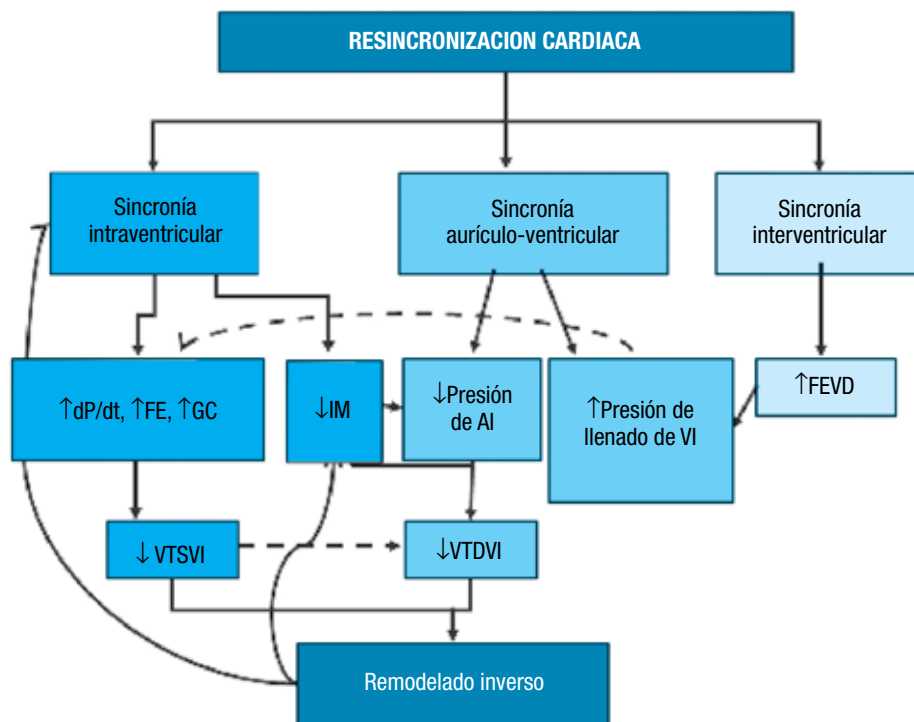 RESINCRONIZACION CARDIACA
Sincronía
intraventricular
Sincronía
aurículo-ventricular
Sincronía
interventricular
↑dP/dt, ↑FE, ↑GC
↓IM
↓Presión
de AI
↑Presión de
llenado de VI
↑FEVD
↓ VTSVI
↓VTDVI
Remodelado inverso